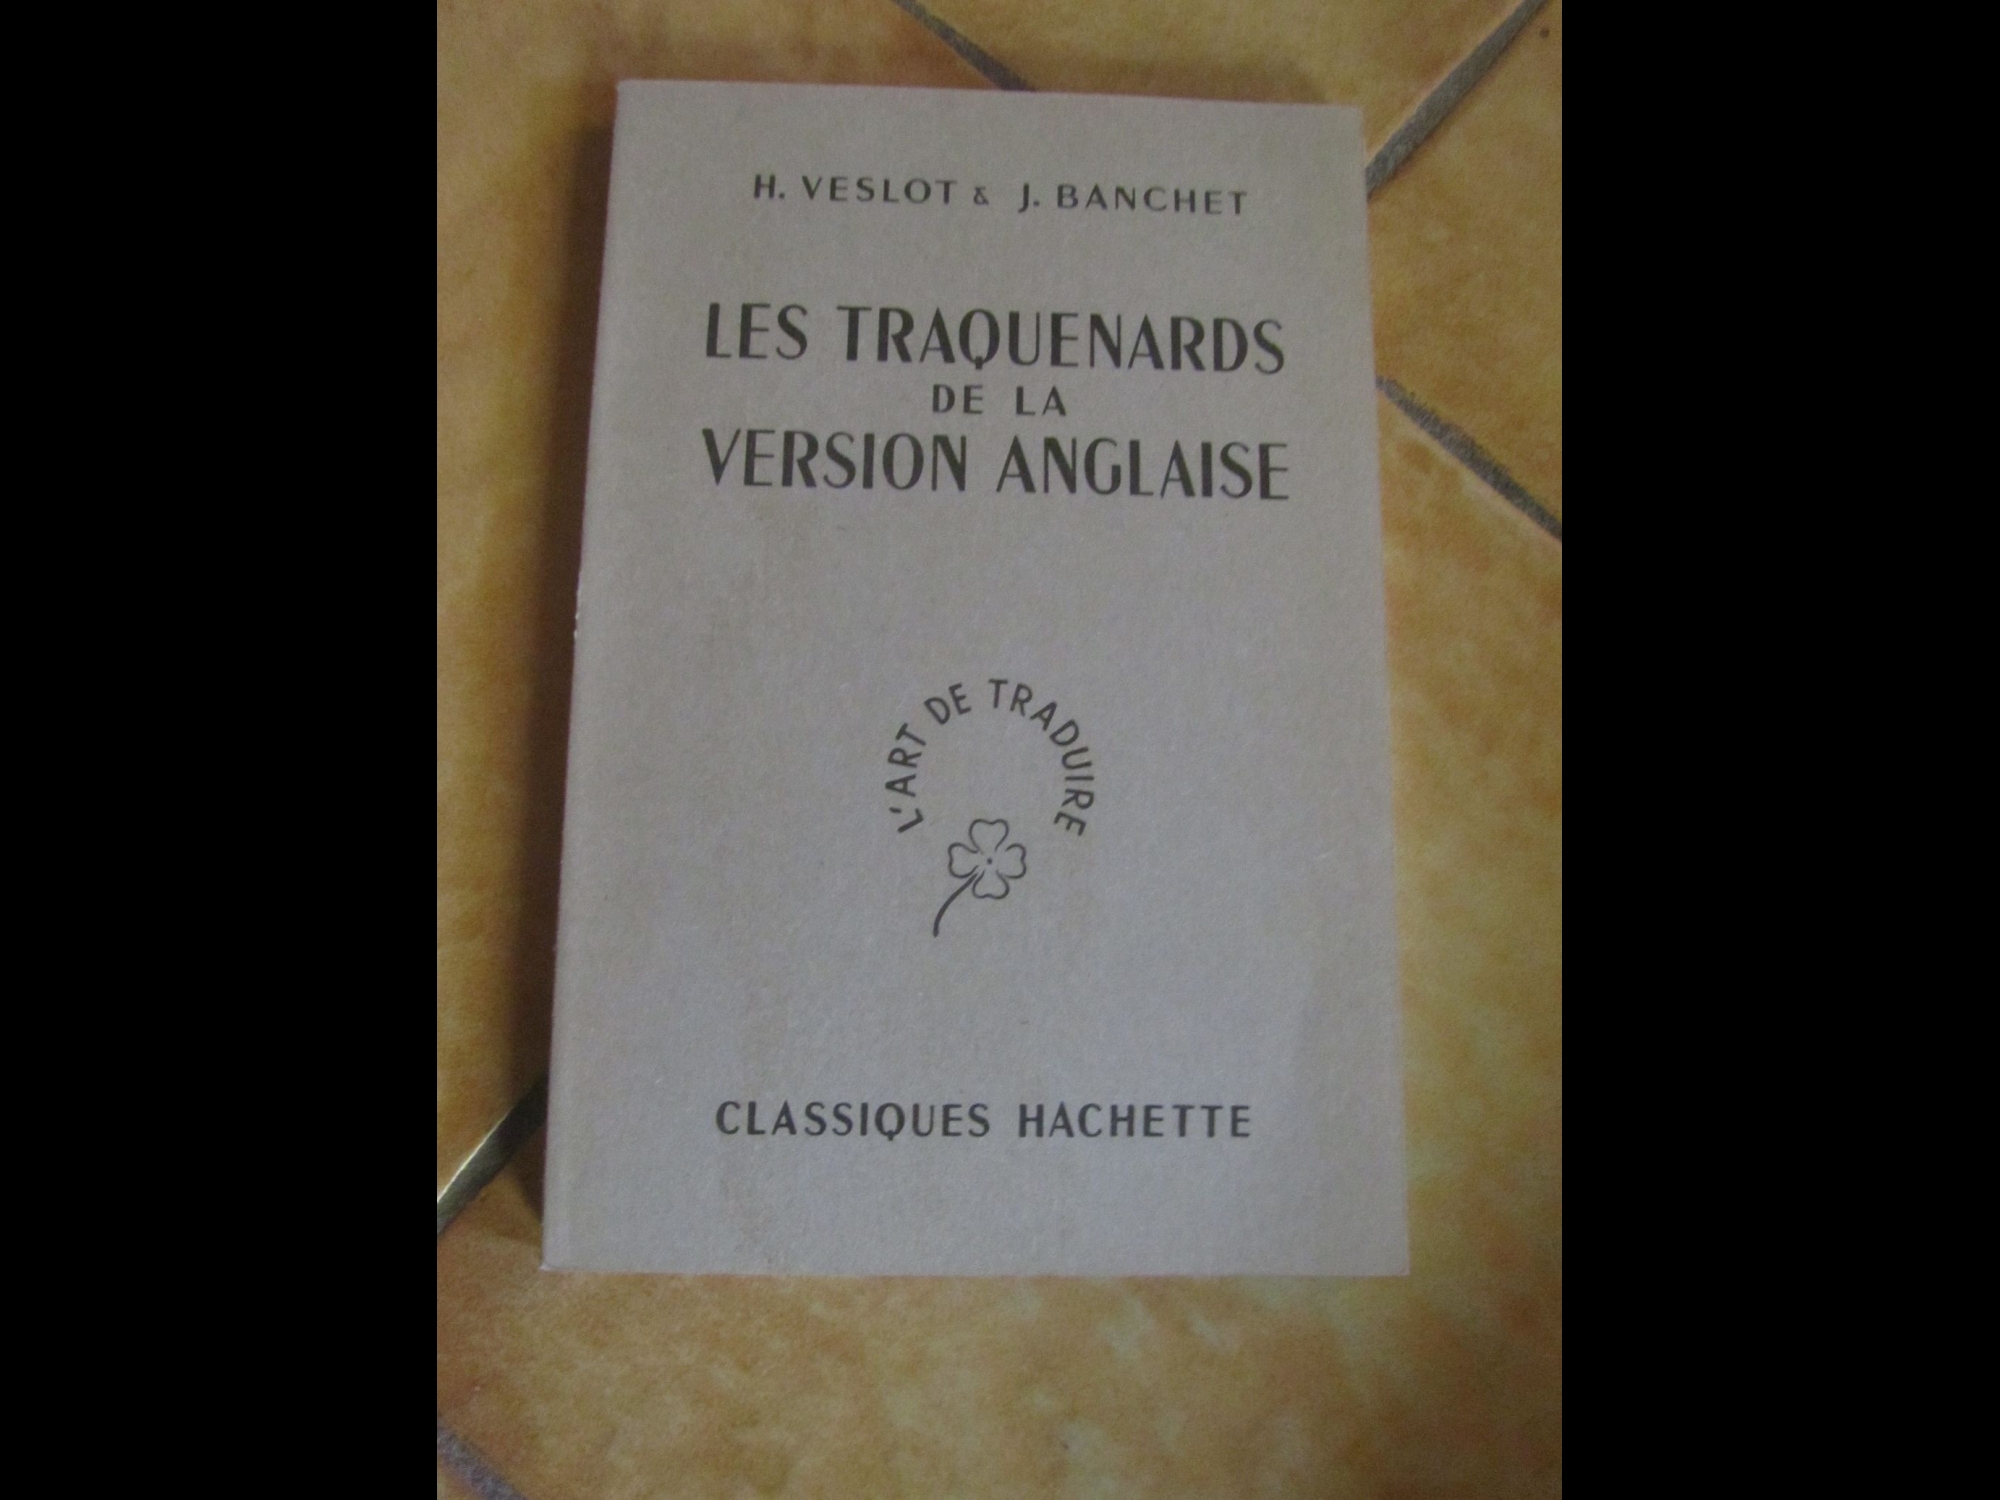 H. VESLOT & J. BANCHET
LES TRAQUENARDS
DE LA
VERSION ANGLAISE
L'ART DE TRADUIRE
CLASSIQUES HACHETTE